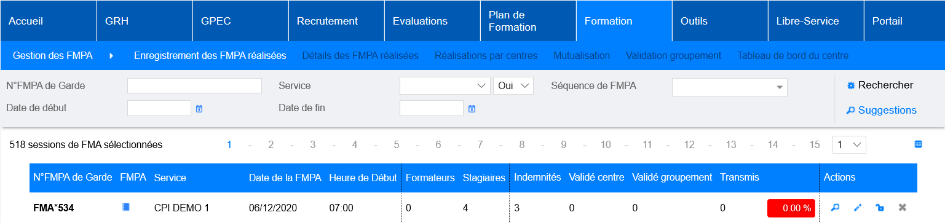 Accueil GRH GPEC Recrutement Evaluations Plan de Formation Formation Outils Libre-Service Portail
Gestion des FMPA Enregistrement des FMPA réalisées Détails des FMPA réalisées Réalisations par centres Mutualisation Validation groupement Tableau de bord du centre
N°FMPA de Garde Service Oui Séquence de FMPA Rechercher
Date de début Date de fin Suggestions
518 sessions de FMA sélectionnées 1 - 2 - 3 - 4 - 5 - 6 - 7 - 8 - 9 - 10 - 11 - 12 - 13 - 14 - 15 1
N°FMPA de Garde FMPA Service Date de la FMPA Heure de Début Formateurs Stagiaires Indemnités Validé centre Validé groupement Transmis Actions
FMA*534 CPI DEMO 1 06/12/2020 07:00 0 4 3 0 0 0 0.00 %